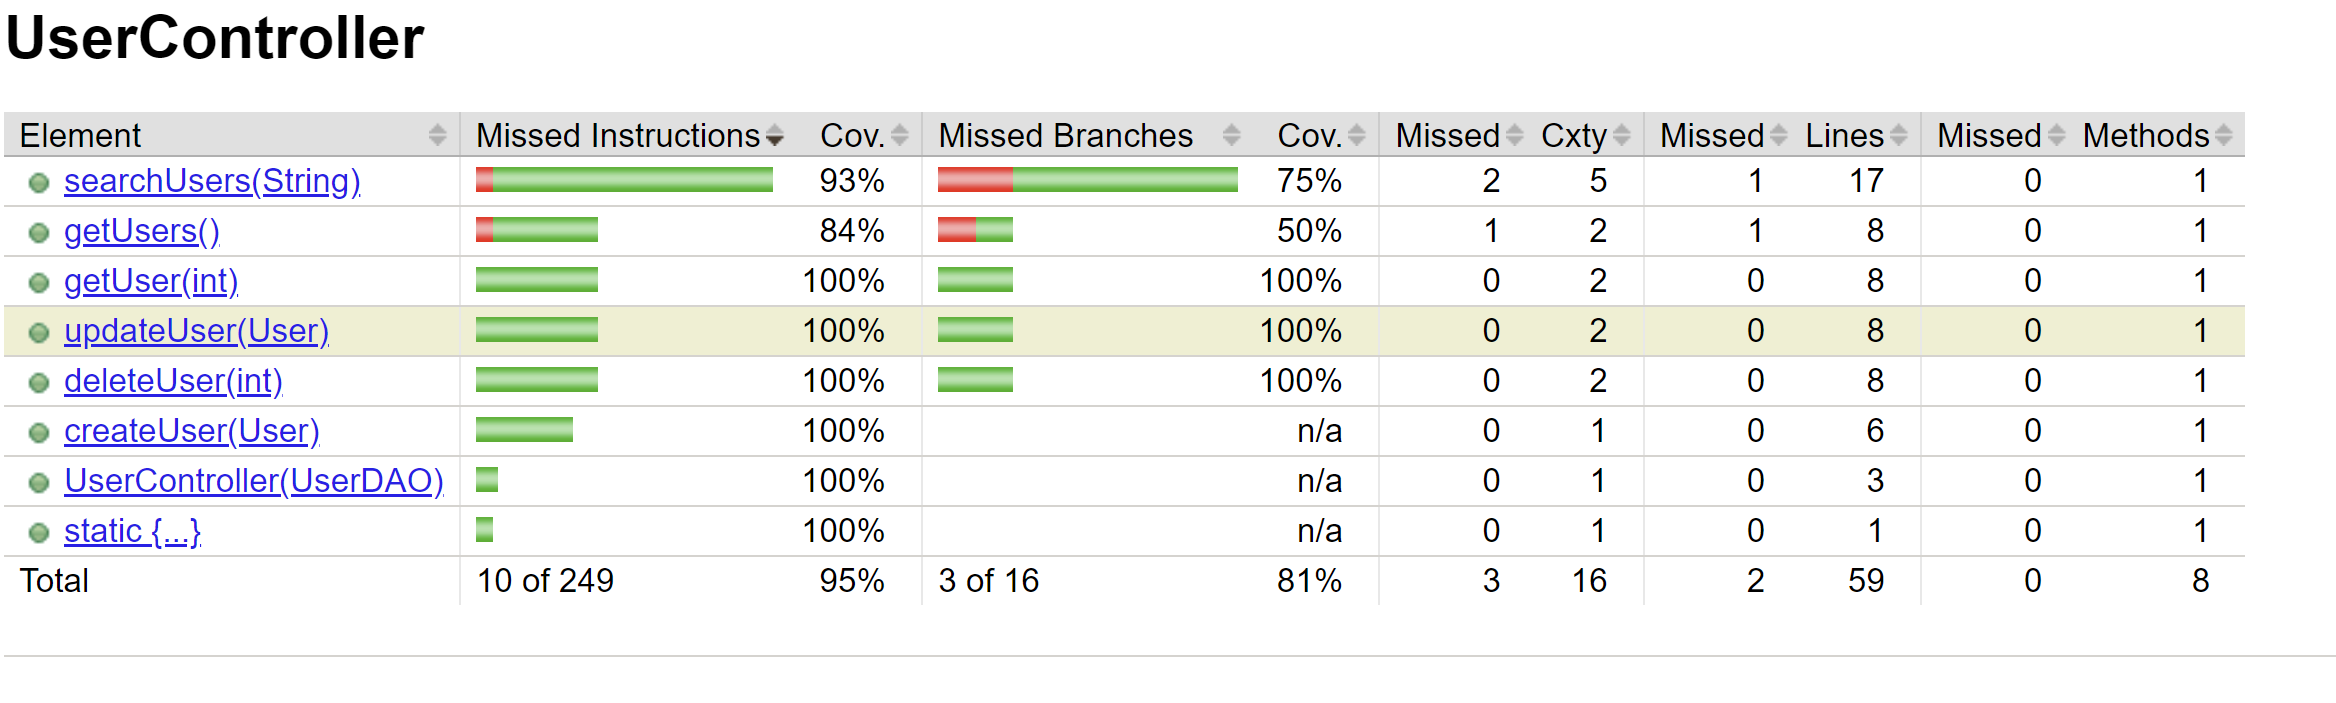 UserController
Element Missed Instructions Cov. Missed Branches Cov. Missed Cxty Missed Lines Missed Methods
searchUsers(String) 93% 75% 2 5 1 17 0 1
getUsers() 84% 50% 1 2 1 8 0 1
getUser(int) 100% 100% 0 2 0 8 0 1
updateUser(User) 100% 100% 0 2 0 8 0 1
deleteUser(int) 100% 100% 0 2 0 8 0 1
createUser(User) 100% n/a 0 1 0 6 0 1
UserController(UserDAO) 100% n/a 0 1 0 3 0 1
static {...} 100% n/a 0 1 0 1 0 1
Total 10 of 249 95% 3 of 16 81% 3 16 2 59 0 8